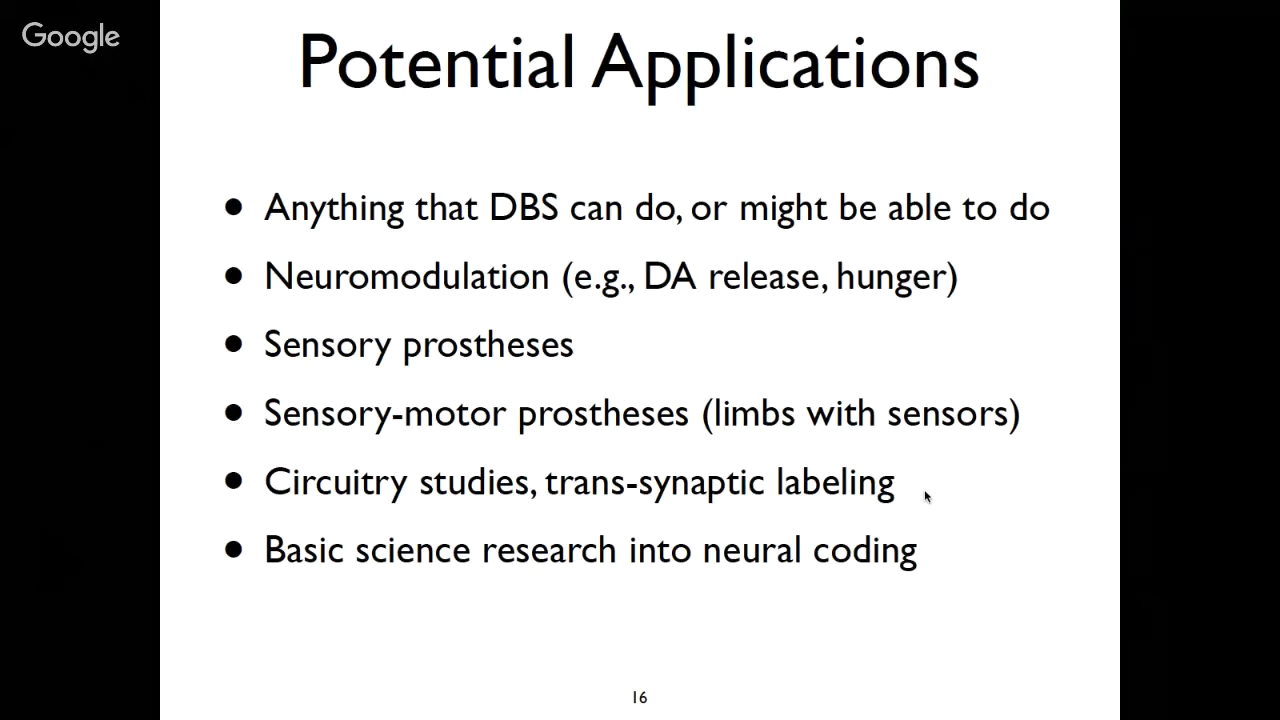 Google
Potential Applications
• Anything that DBS can do, or might be able to do
• Neuromodulation (e.g., DA release, hunger)
• Sensory prostheses
• Sensory-motor prostheses (limbs with sensors)
• Circuitry studies, trans-synaptic labeling
• Basic science research into neural coding
16